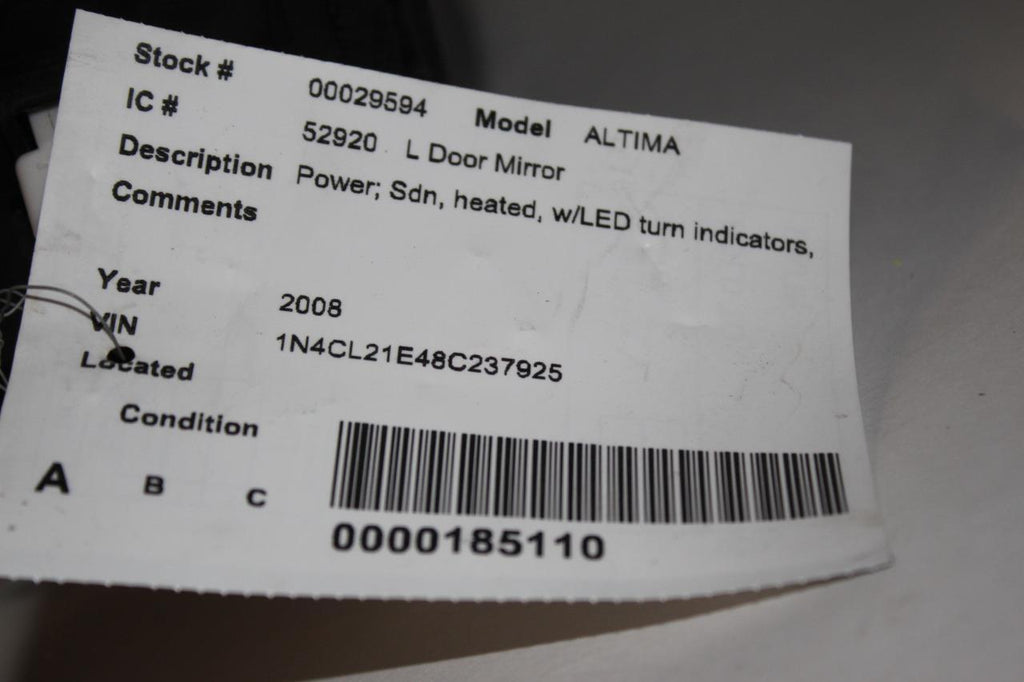 Stock # 00029594 Model ALTIMA
IC # 52920 L Door Mirror
Description Power; Sdn, heated, w/LED turn indicators,
Comments
Year 2008
VIN 1N4CL21E48C237925
Located
Condition
A B C
0000185110